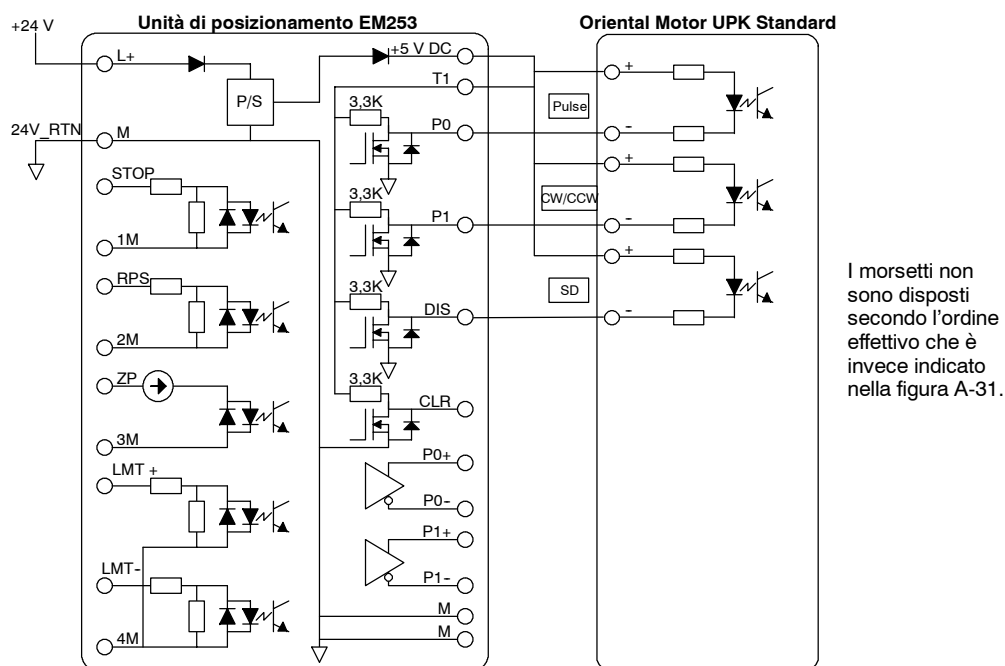 Unità di posizionamento EM253
Oriental Motor UPK Standard
+24 V
L+
P/S
+5 V DC
T1
24V_RTN
M
3,3K
P0
STOP
1M
3,3K
P1
RPS
2M
3,3K
DIS
ZP
3M
3,3K
CLR
LMT +
LMT-
4M
P0+
P0-
P1+
P1-
M
M
+
Pulse
-
+
CW/CCW
-
+
SD
-
I morsetti non
sono disposti
secondo l'ordine
effettivo che è
invece indicato
nella figura A-31.